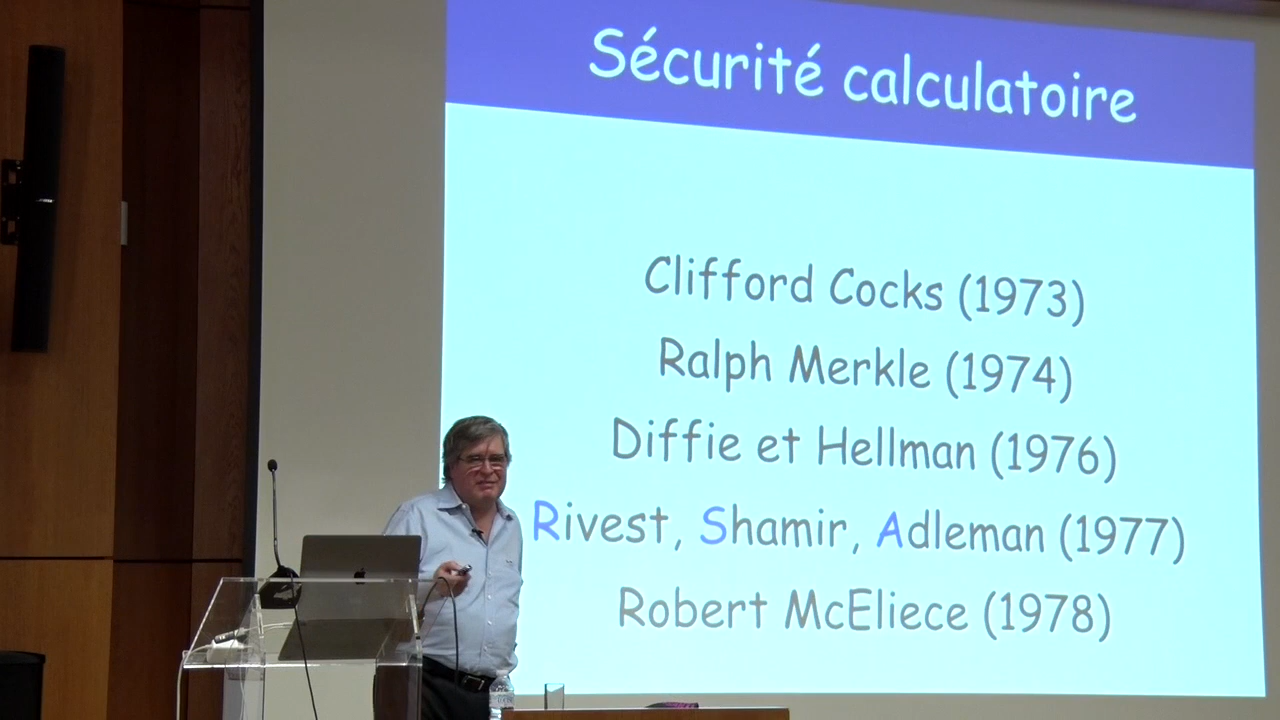 Sécurité calculatoire
Clifford Cocks (1973)
Ralph Merkle (1974)
Diffie et Hellman (1976)
Rivest, Shamir, Adleman (1977)
Robert McEliece (1978)